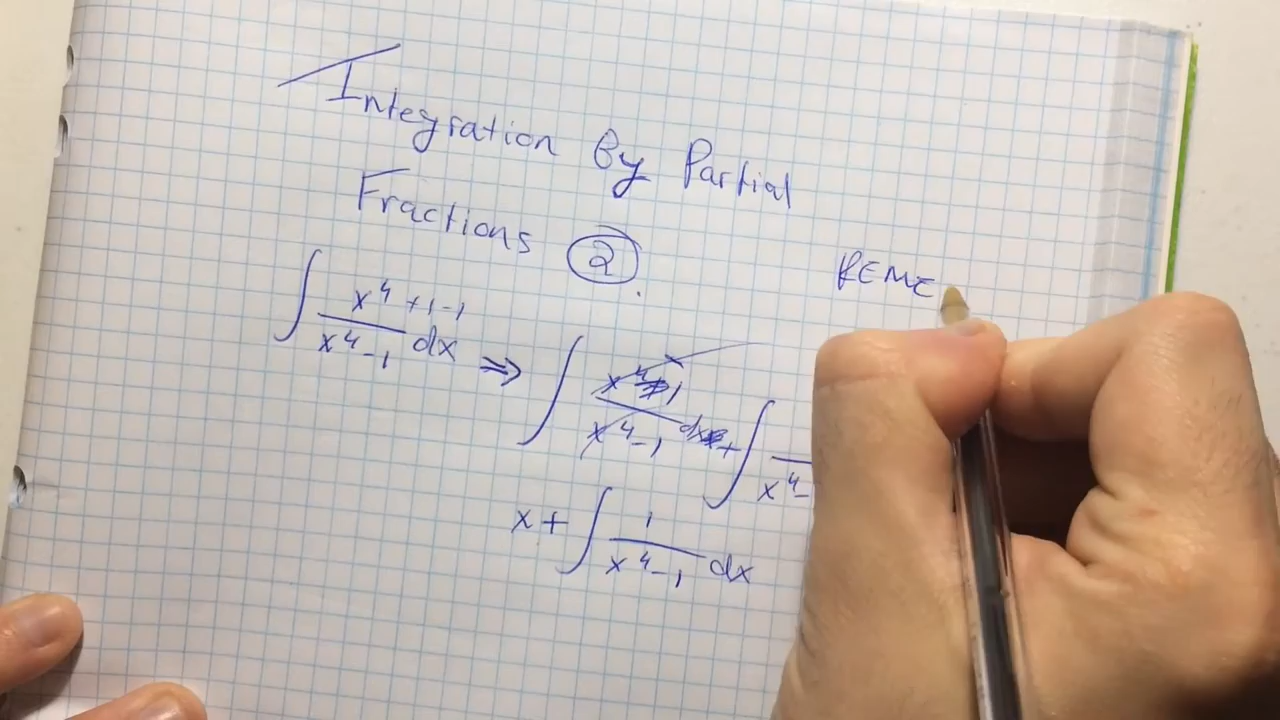 Integration By Partial
Fractions 2.
∫ x⁴+1-1 / x⁴-1 dx ⇒ ∫ x⁴-1 / x⁴-1 dx + ∫ / x⁴-
x + ∫ 1 / x⁴-1 dx
REME